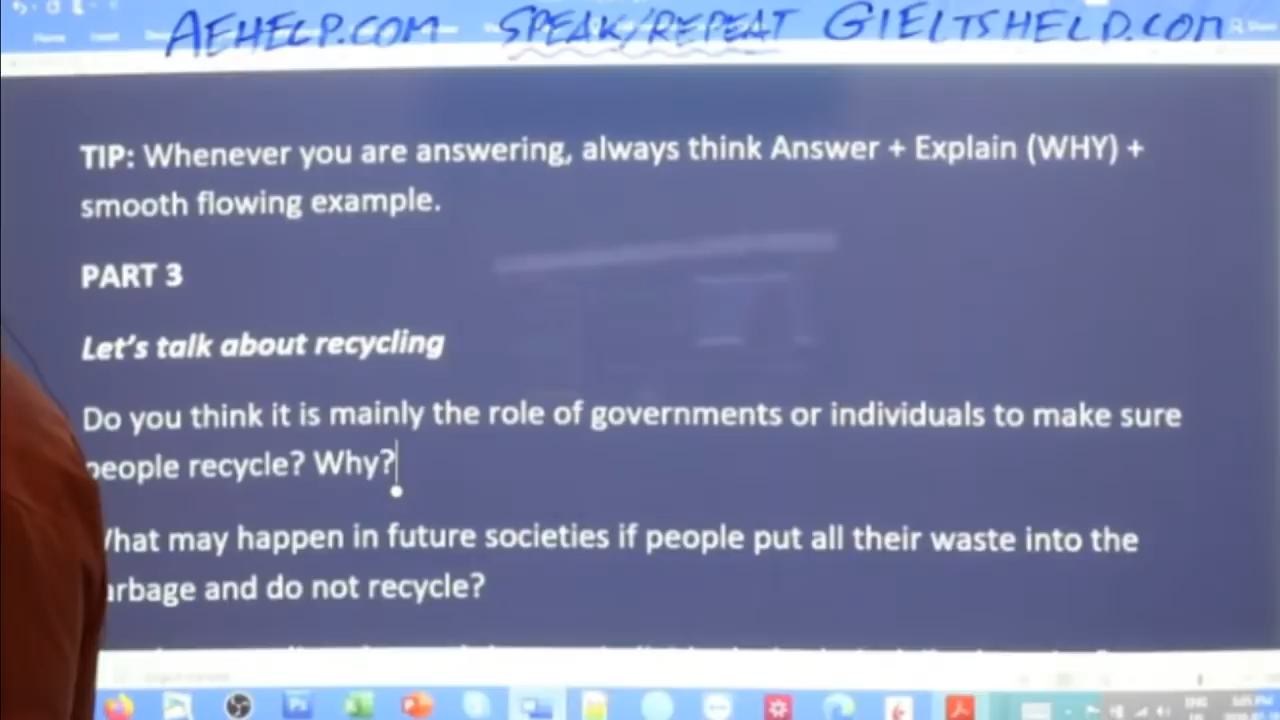 AEHELP.COM SPEAK/REPEAT GIELTSHELP.COM
TIP: Whenever you are answering, always think Answer + Explain (WHY) +
smooth flowing example.
PART 3
Let's talk about recycling
Do you think it is mainly the role of governments or individuals to make sure
people recycle? Why?
What may happen in future societies if people put all their waste into the
garbage and do not recycle?